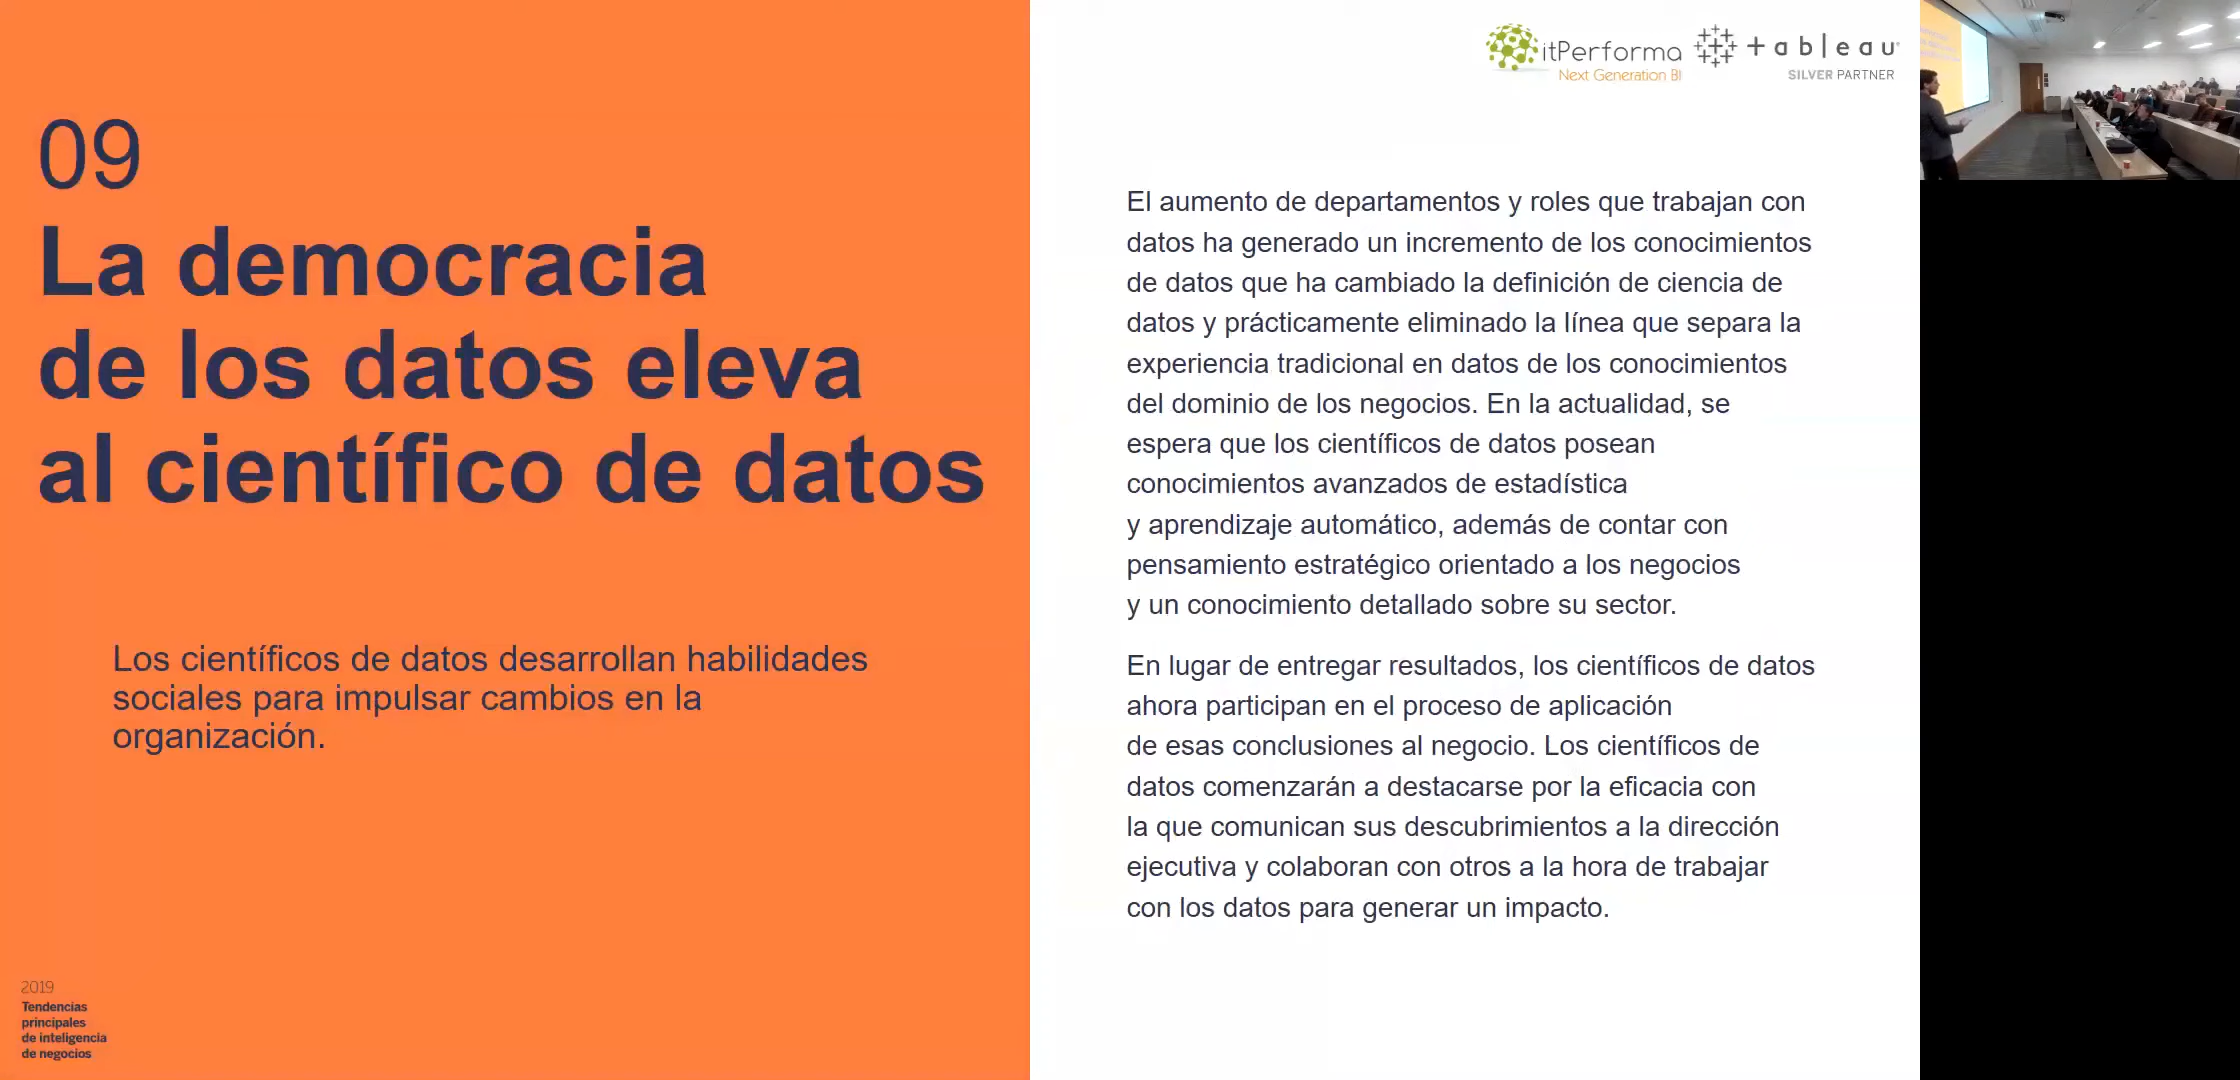 09
La democracia
de los datos eleva
al científico de datos
Los científicos de datos desarrollan habilidades
sociales para impulsar cambios en la
organización.
2019
Tendencias
principales
de inteligencia
de negocios
itPerforma
Next Generation BI
+ableau
SILVER PARTNER
El aumento de departamentos y roles que trabajan con
datos ha generado un incremento de los conocimientos
de datos que ha cambiado la definición de ciencia de
datos y prácticamente eliminado la línea que separa la
experiencia tradicional en datos de los conocimientos
del dominio de los negocios. En la actualidad, se
espera que los científicos de datos posean
conocimientos avanzados de estadística
y aprendizaje automático, además de contar con
pensamiento estratégico orientado a los negocios
y un conocimiento detallado sobre su sector.
En lugar de entregar resultados, los científicos de datos
ahora participan en el proceso de aplicación
de esas conclusiones al negocio. Los científicos de
datos comenzarán a destacarse por la eficacia con
la que comunican sus descubrimientos a la dirección
ejecutiva y colaboran con otros a la hora de trabajar
con los datos para generar un impacto.